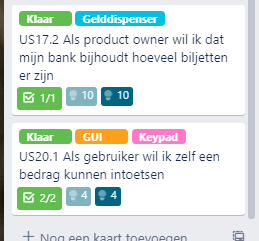 Klaar Gelddispenser
US17.2 Als product owner wil ik dat
mijn bank bijhoudt hoeveel biljetten
er zijn
1/1 10 10
Klaar GUI Keypad
US20.1 Als gebruiker wil ik zelf een
bedrag kunnen intoetsen
2/2 4 4
+ Nog een kaart toevoegen